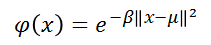 φ(x) = e^{-β‖x-μ‖²}